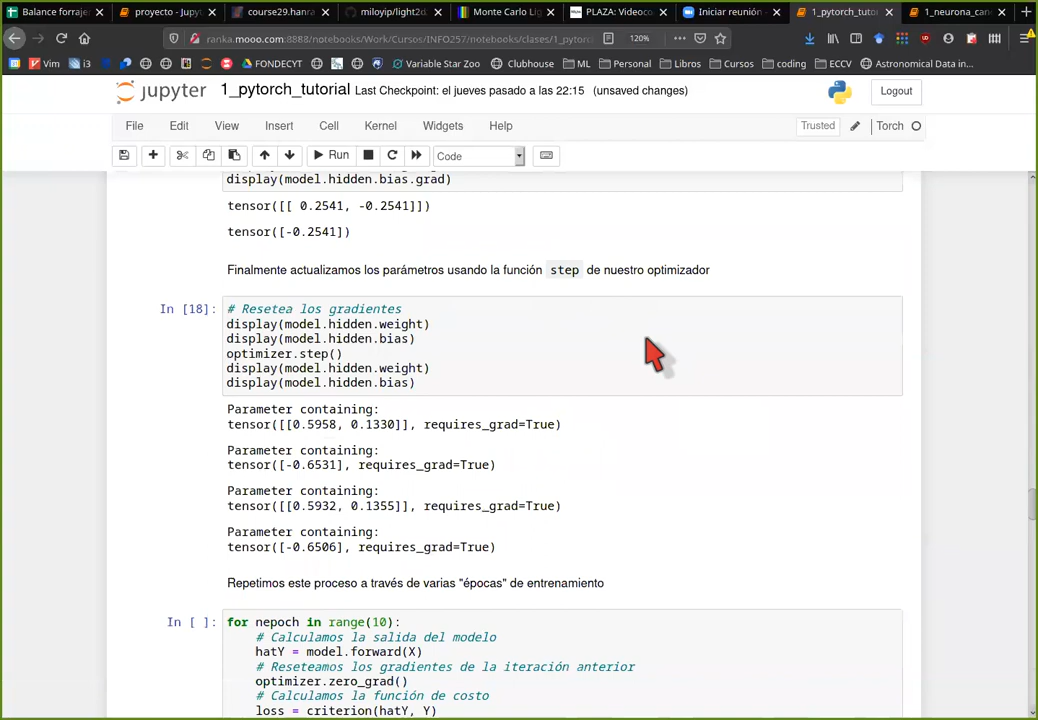 Balance forraje
proyecto - Jupyt
course29.hanra
miloyip/light2d
Monte Carlo Lig
PLAZA: Videoco
Iniciar reunión
1_pytorch_tutor
1_neurona_can
ranka.mooo.com:8888/notebooks/Work/Cursos/INFO257/notebooks/clases/1_pytorc
120%
Vim
i3
FONDECYT
Variable Star Zoo
Clubhouse
ML
Personal
Libros
Cursos
coding
ECCV
Astronomical Data in...
jupyter
1_pytorch_tutorial Last Checkpoint: el jueves pasado a las 22:15 (unsaved changes)
Logout
File Edit View Insert Cell Kernel Widgets Help
Trusted
Torch
Run
Code
display(model.hidden.bias.grad)
tensor([[ 0.2541, -0.2541]])
tensor([-0.2541])
Finalmente actualizamos los parámetros usando la función step de nuestro optimizador
In [18]:
# Resetea los gradientes
display(model.hidden.weight)
display(model.hidden.bias)
optimizer.step()
display(model.hidden.weight)
display(model.hidden.bias)
Parameter containing:
tensor([[0.5958, 0.1330]], requires_grad=True)
Parameter containing:
tensor([-0.6531], requires_grad=True)
Parameter containing:
tensor([[0.5932, 0.1355]], requires_grad=True)
Parameter containing:
tensor([-0.6506], requires_grad=True)
Repetimos este proceso a través de varias "épocas" de entrenamiento
In [ ]:
for nepoch in range(10):
# Calculamos la salida del modelo
hatY = model.forward(X)
# Reseteamos los gradientes de la iteración anterior
optimizer.zero_grad()
# Calculamos la función de costo
loss = criterion(hatY, Y)